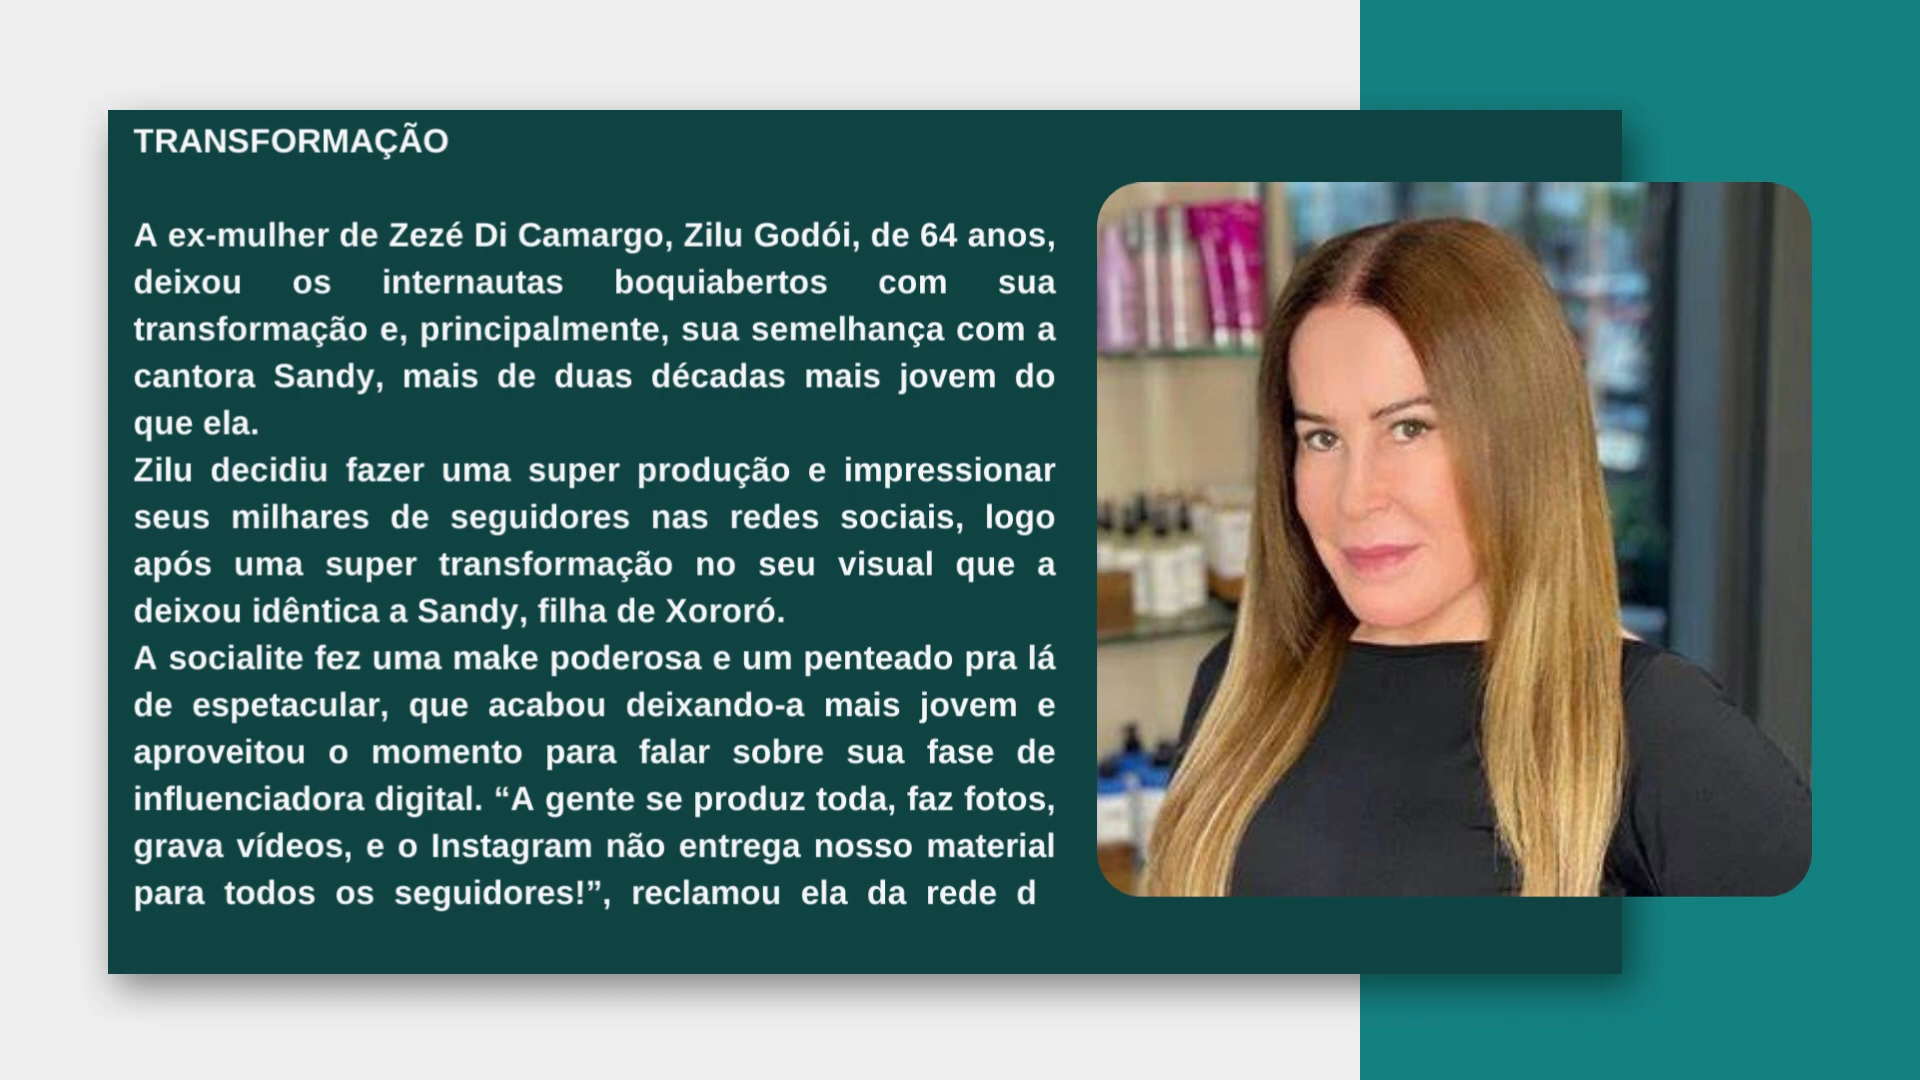 TRANSFORMAÇÃO
A ex-mulher de Zezé Di Camargo, Zilu Godói, de 64 anos,
deixou os internautas boquiabertos com sua
transformação e, principalmente, sua semelhança com a
cantora Sandy, mais de duas décadas mais jovem do
que ela.
Zilu decidiu fazer uma super produção e impressionar
seus milhares de seguidores nas redes sociais, logo
após uma super transformação no seu visual que a
deixou idêntica a Sandy, filha de Xororó.
A socialite fez uma make poderosa e um penteado pra lá
de espetacular, que acabou deixando-a mais jovem e
aproveitou o momento para falar sobre sua fase de
influenciadora digital. “A gente se produz toda, faz fotos,
grava vídeos, e o Instagram não entrega nosso material
para todos os seguidores!”, reclamou ela da rede d